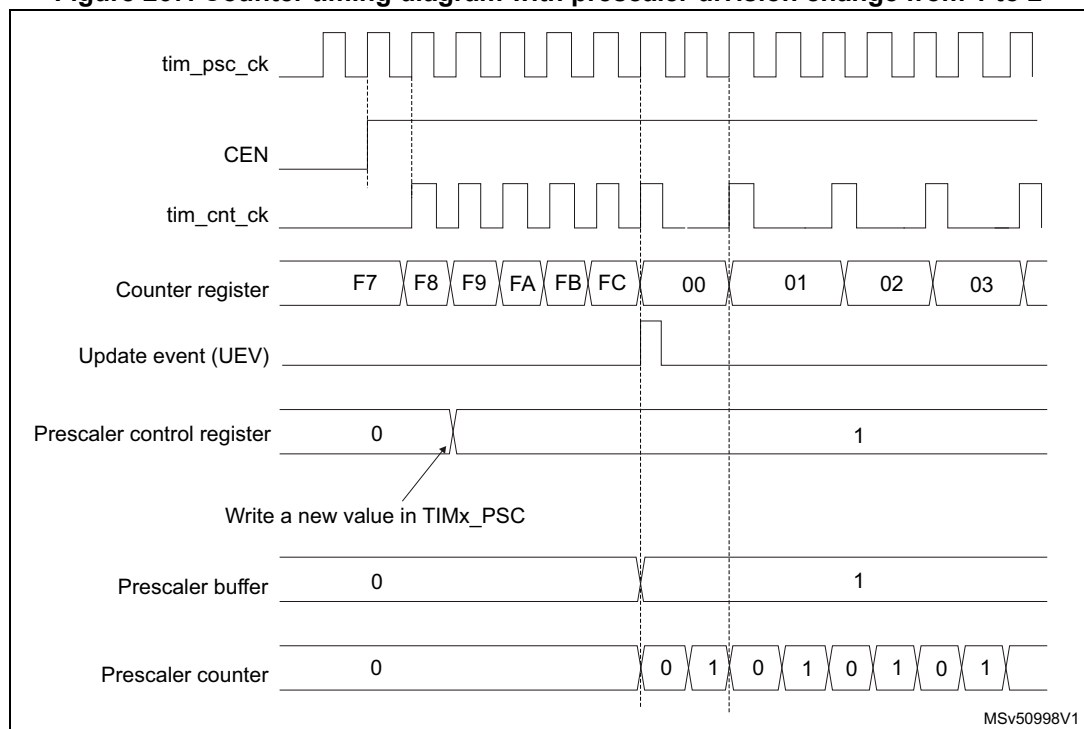 tim_psc_ck
CEN
tim_cnt_ck
Counter register F7 F8 F9 FA FB FC 00 01 02 03
Update event (UEV)
Prescaler control register 0 1
Write a new value in TIMx_PSC
Prescaler buffer 0 1
Prescaler counter 0 0 1 0 1 0 1 0 1
MSv50998V1